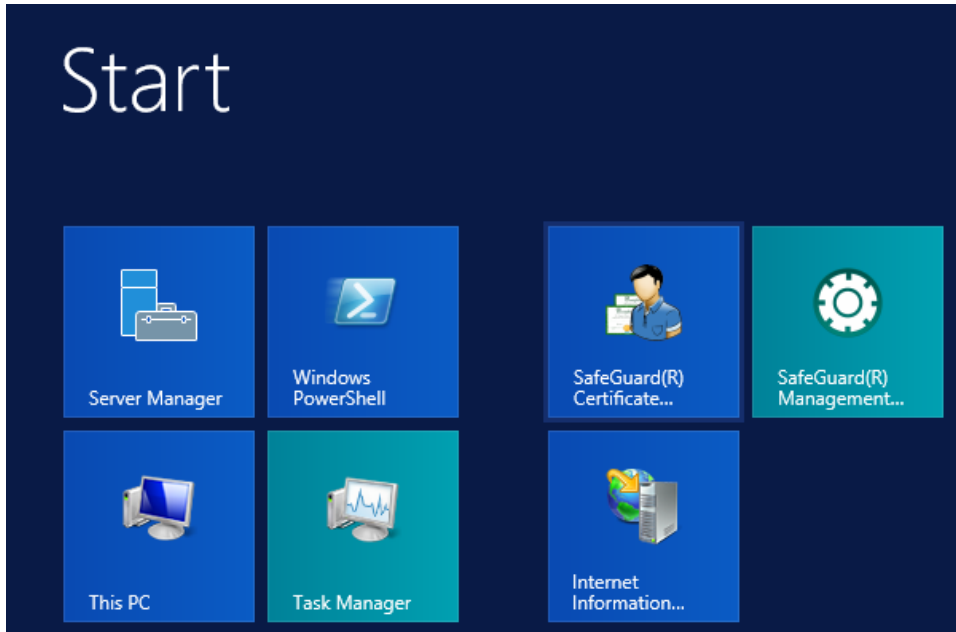 Start
Server Manager
Windows
PowerShell
SafeGuard(R)
Certificate...
SafeGuard(R)
Management...
This PC
Task Manager
Internet
Information...